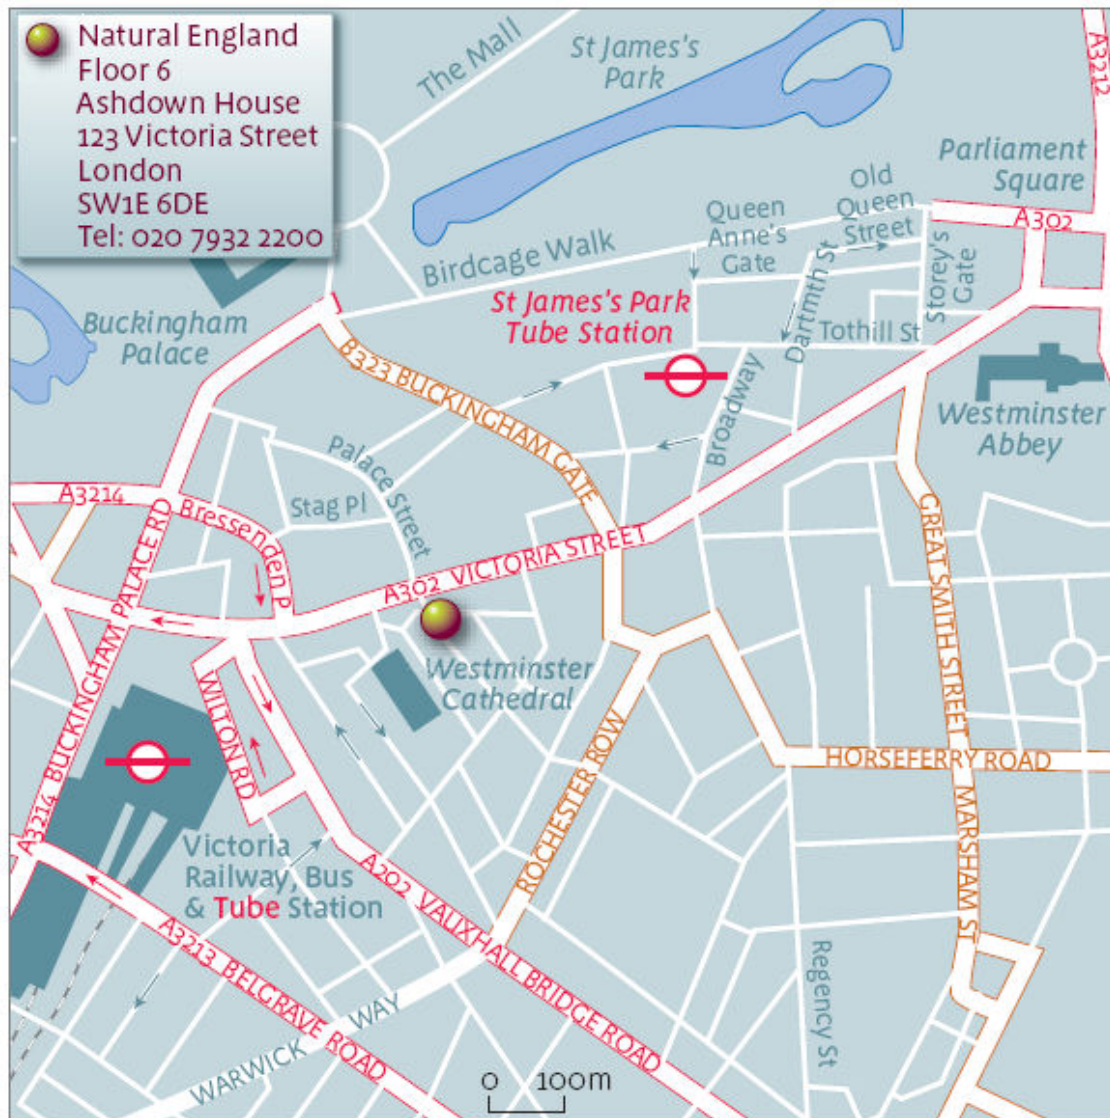 Natural England
Floor 6
Ashdown House
123 Victoria Street
London
SW1E 6DE
Tel: 020 7932 2200
The Mall
St James's
Park
A3212
Parliament
Square
A302
Old
Queen
Street
Queen
Anne's
Gate
Birdcage Walk
Storey's
Gate
Dartmth St
Tothill St
St James's Park
Tube Station
Buckingham
Palace
B323 BUCKINGHAM GATE
Broadway
Westminster
Abbey
Palace Street
Stag Pl
A3214
Bressenden P
A302 VICTORIA STREET
GREAT SMITH STREET
A3214 BUCKINGHAM PALACE RD
Westminster
Cathedral
WILTON RD
ROCHESTER ROW
HORSEFERRY ROAD
MARSHAM ST
Victoria
Railway, Bus
& Tube Station
A202 VAUXHALL BRIDGE ROAD
A3213 BELGRAVE ROAD
WARWICK WAY
Regency St
0 100m